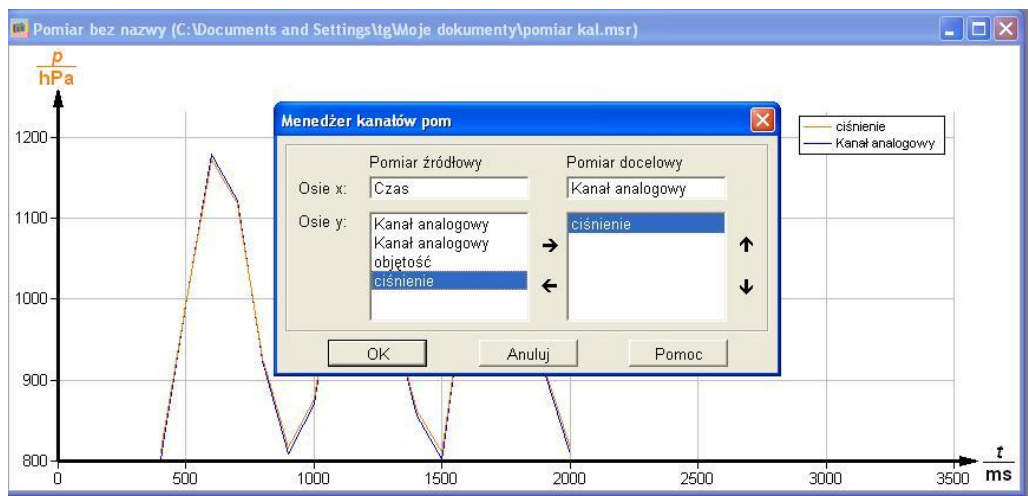 Pomiar bez nazwy (C:\Documents and Settings\tg\Moje dokumenty\pomiar kal.msr)
p
hPa
1200
1100
1000
900
800
0
500
1000
1500
2000
2500
3000
3500
t
ms
ciśnienie
Kanał analogowy
Menedżer kanałów pom
Pomiar źródłowy
Pomiar docelowy
Osie x:
Czas
Kanał analogowy
Osie y:
Kanał analogowy
Kanał analogowy
objętość
ciśnienie
ciśnienie
OK
Anuluj
Pomoc